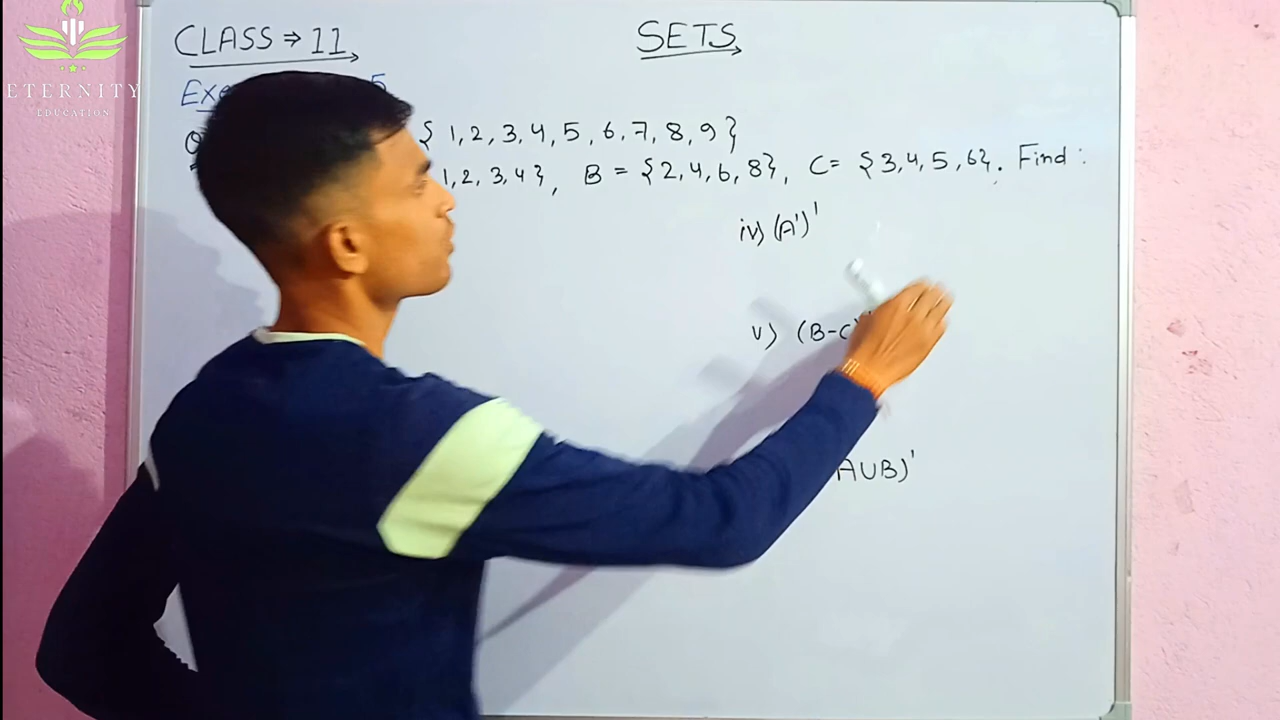 ETERNITY
EDUCATION
CLASS ⇒ 11
SETS
Exe 5
Q { 1, 2, 3, 4, 5, 6, 7, 8, 9 }
1, 2, 3, 4 }, B = { 2, 4, 6, 8 }, C = { 3, 4, 5, 6 }. Find :
iv) (A')'
v) (B-C)'
AUB)'